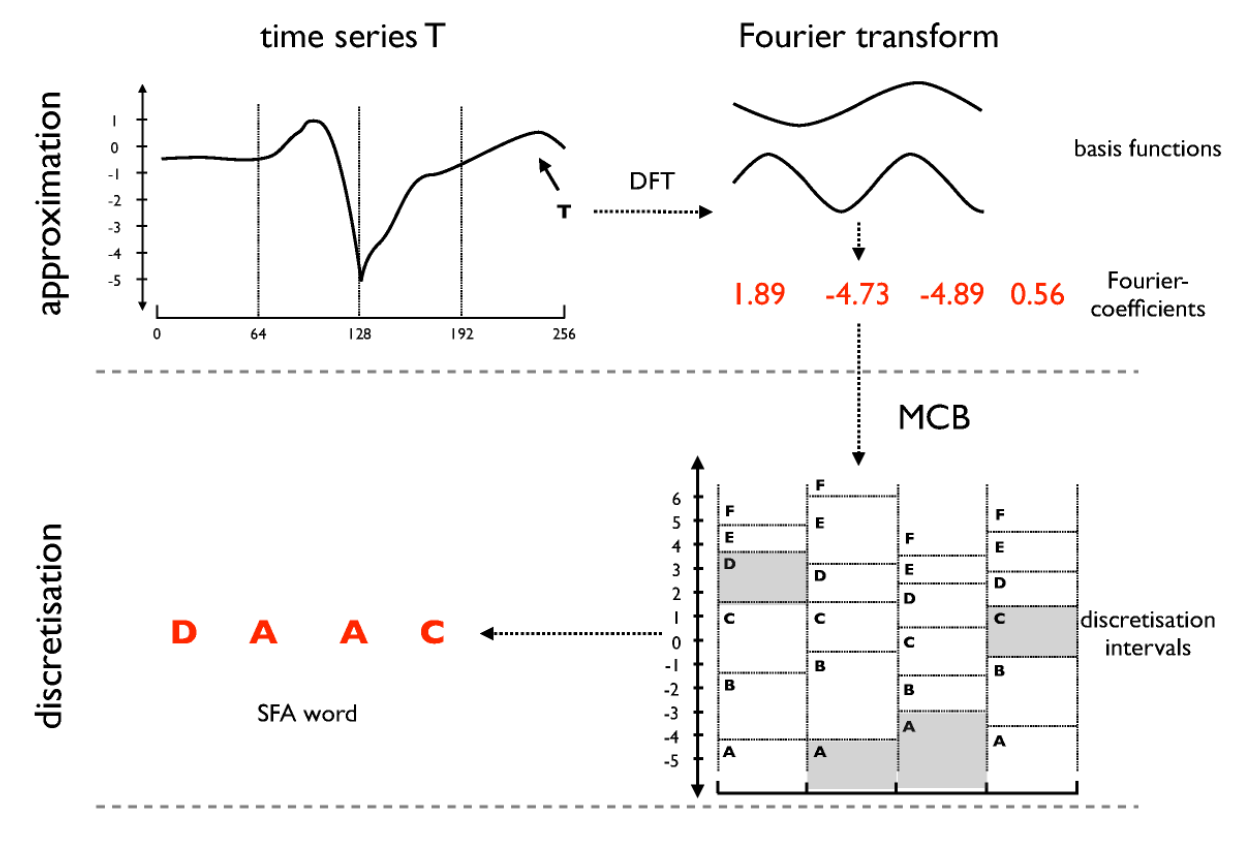 time series T
Fourier transform
approximation
1
0
-1
-2
-3
-4
-5
0 64 128 192 256
T
DFT
basis functions
1.89 -4.73 -4.89 0.56
Fourier-
coefficients
MCB
discretisation
D A A C
SFA word
6
5
4
3
2
1
0
-1
-2
-3
-4
-5
F
E
D
C
B
A
F
E
D
C
B
A
F
E
D
C
B
A
F
E
D
C
B
A
discretisation
intervals